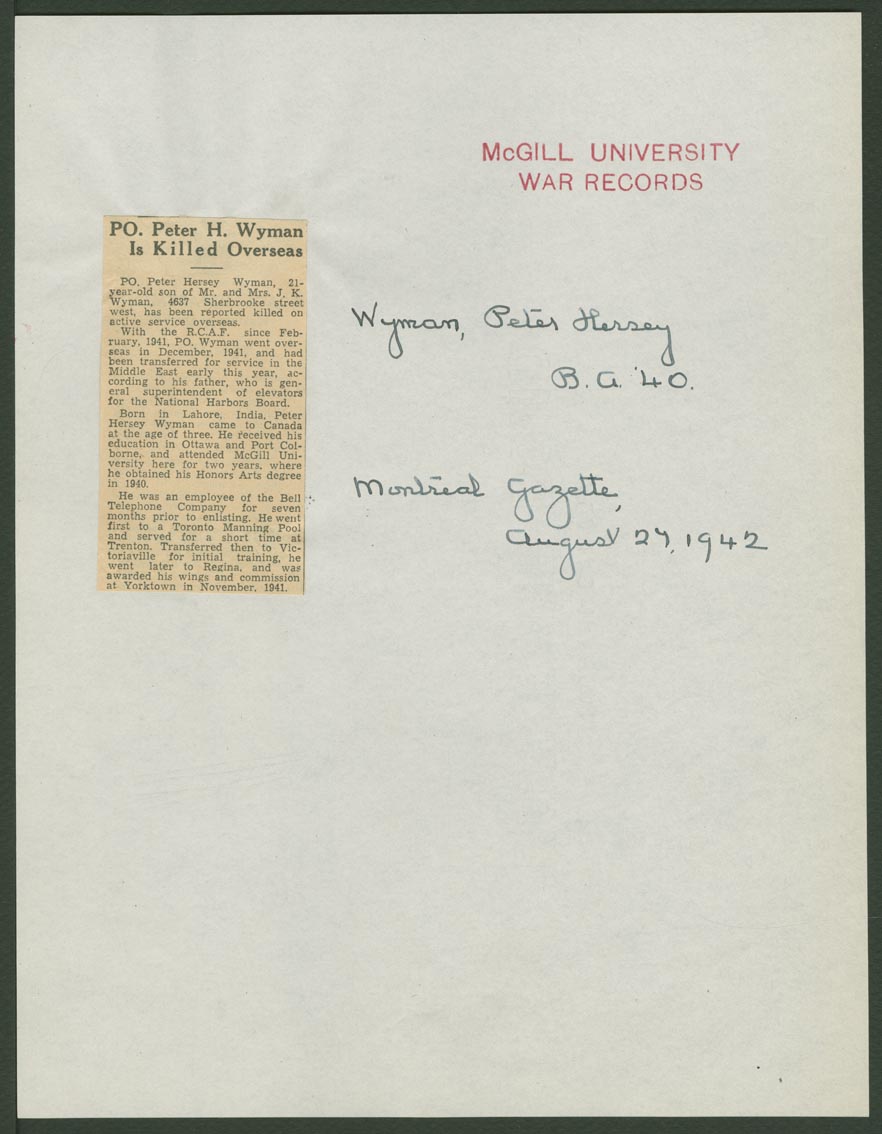 McGILL UNIVERSITY
WAR RECORDS
PO. Peter H. Wyman
Is Killed Overseas
PO. Peter Hersey Wyman, 21-
year-old son of Mr. and Mrs. J. K.
Wyman, 4637 Sherbrooke street
west, has been reported killed on
active service overseas.
With the R.C.A.F. since Feb-
ruary, 1941, PO. Wyman went over-
seas in December, 1941, and had
been transferred for service in the
Middle East early this year, ac-
cording to his father, who is gen-
eral superintendent of elevators
for the National Harbors Board.
Born in Lahore, India, Peter
Hersey Wyman came to Canada
at the age of three. He received his
education in Ottawa and Port Col-
borne, and attended McGill Uni-
versity here for two years, where
he obtained his Honors Arts degree
in 1940.
He was an employee of the Bell
Telephone Company for seven
months prior to enlisting. He went
first to a Toronto Manning Pool
and served for a short time at
Trenton. Transferred then to Vic-
toriaville for initial training, he
went later to Regina, and was
awarded his wings and commission
at Yorktown in November, 1941.
Wyman, Peter Hersey
B.A. '40.
Montreal Gazette,
August 27, 1942